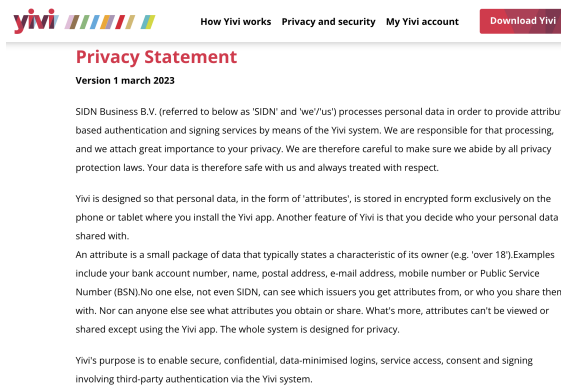 yivi
How Yivi works Privacy and security My Yivi account Download Yivi
Privacy Statement
Version 1 march 2023
SIDN Business B.V. (referred to below as 'SIDN' and 'we'/'us') processes personal data in order to provide attribut
based authentication and signing services by means of the Yivi system. We are responsible for that processing,
and we attach great importance to your privacy. We are therefore careful to make sure we abide by all privacy
protection laws. Your data is therefore safe with us and always treated with respect.
Yivi is designed so that personal data, in the form of 'attributes', is stored in encrypted form exclusively on the
phone or tablet where you install the Yivi app. Another feature of Yivi is that you decide who your personal data
shared with.
An attribute is a small package of data that typically states a characteristic of its owner (e.g. 'over 18').Examples
include your bank account number, name, postal address, e-mail address, mobile number or Public Service
Number (BSN).No one else, not even SIDN, can see which issuers you get attributes from, or who you share them
with. Nor can anyone else see what attributes you obtain or share. What's more, attributes can't be viewed or
shared except using the Yivi app. The whole system is designed for privacy.
Yivi's purpose is to enable secure, confidential, data-minimised logins, service access, consent and signing
involving third-party authentication via the Yivi system.